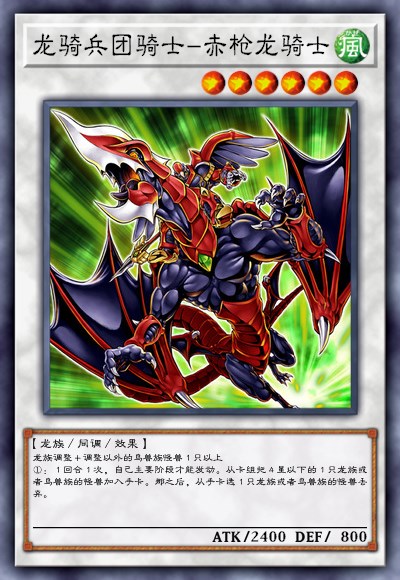 龙骑兵团骑士－赤枪龙骑士
風
【龙族／同调／效果】
龙族调整＋调整以外的鸟兽族怪兽1只以上
①：1回合1次，自己主要阶段才能发动。从卡组把4星以下的1只龙族或
者鸟兽族的怪兽加入手卡。那之后，从手卡选1只龙族或者鸟兽族的怪兽丢
弃。
ATK/2400 DEF/ 800